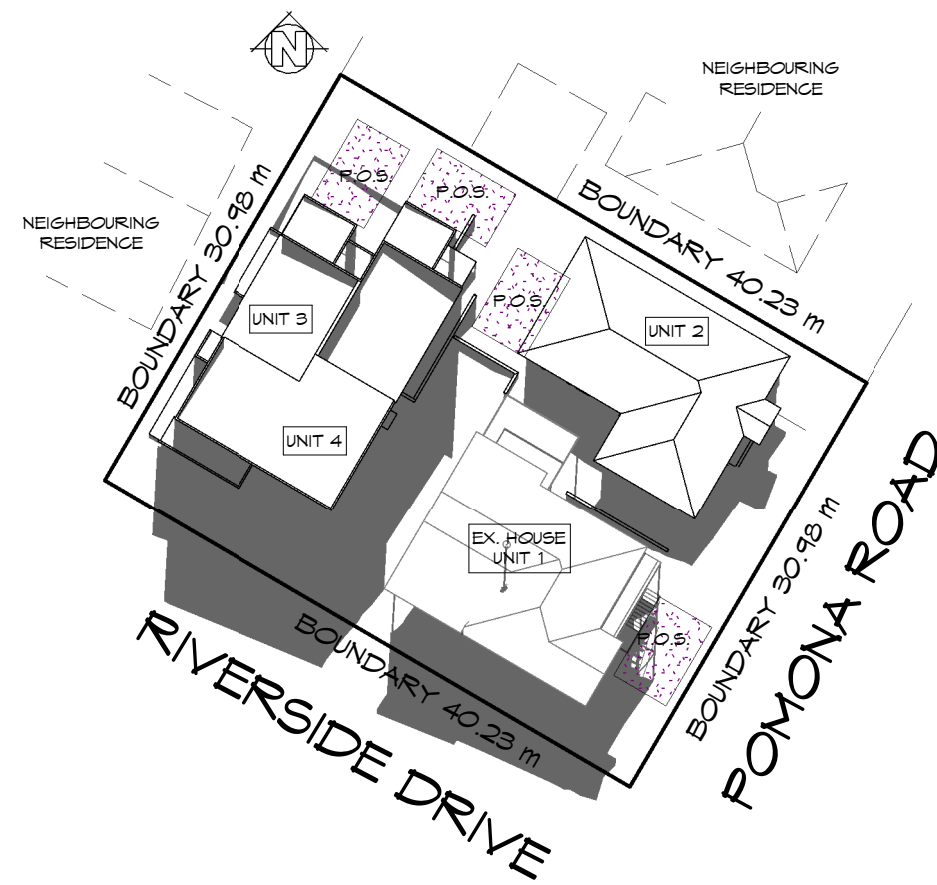 N
NEIGHBOURING
RESIDENCE
P.O.S.
P.O.S.
BOUNDARY 40.23 m
NEIGHBOURING
RESIDENCE
BOUNDARY 30.98 m
P.O.S.
UNIT 3
UNIT 2
UNIT 4
EX. HOUSE
UNIT 1
P.O.S
BOUNDARY 30.98 m
POMONA ROAD
BOUNDARY 40.23 m
RIVERSIDE DRIVE